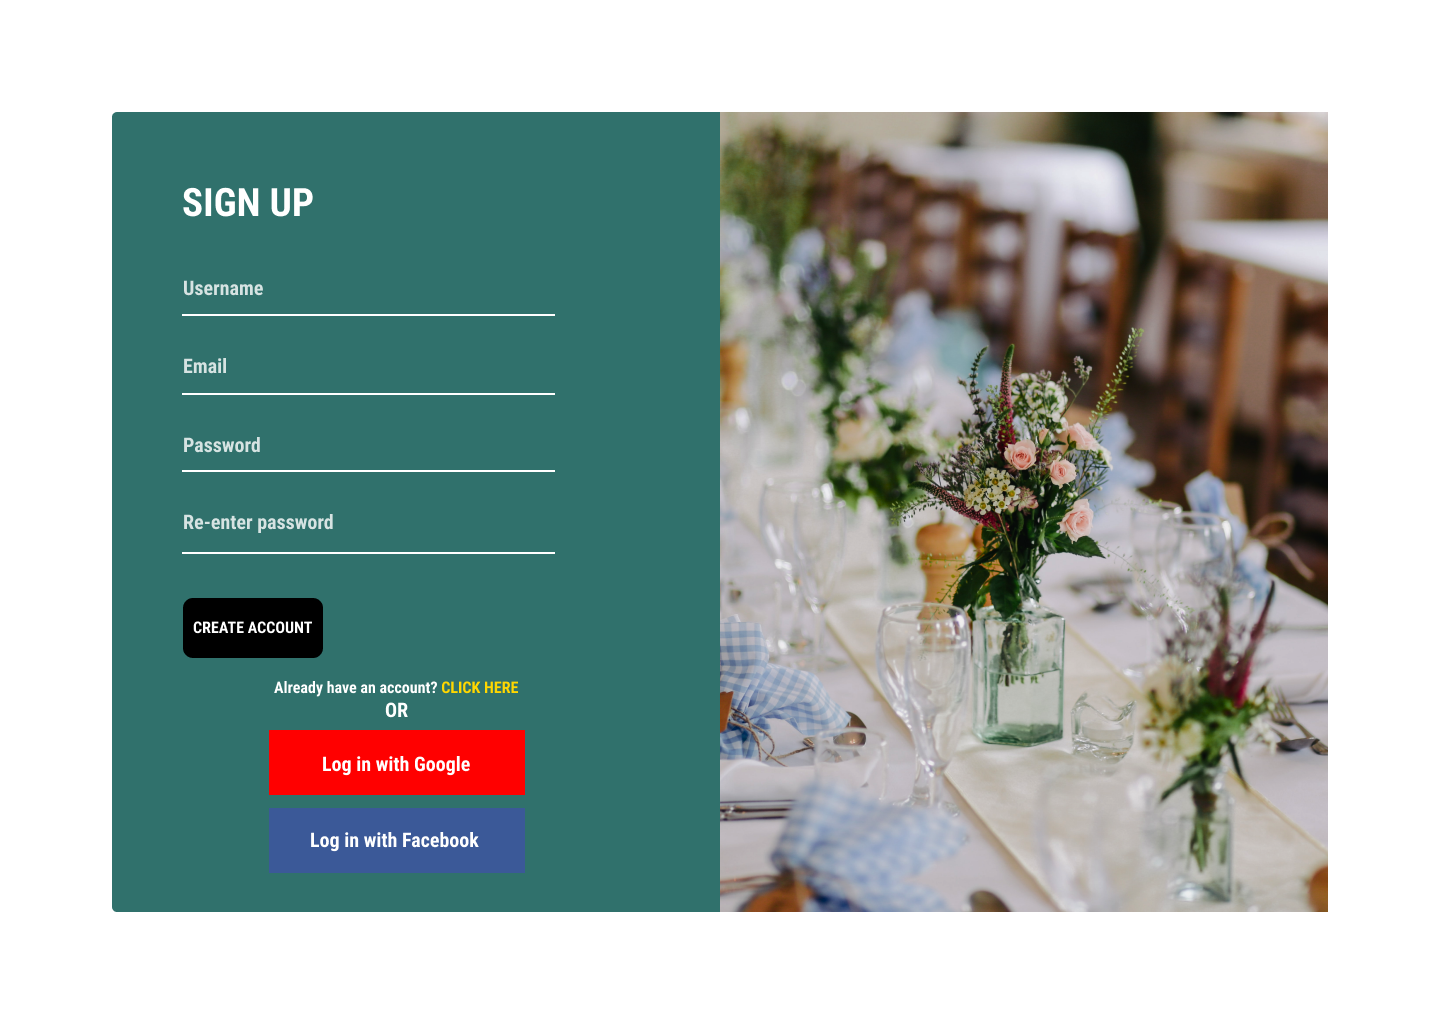 SIGN UP
Username
Email
Password
Re-enter password
CREATE ACCOUNT
Already have an account? CLICK HERE
OR
Log in with Google
Log in with Facebook